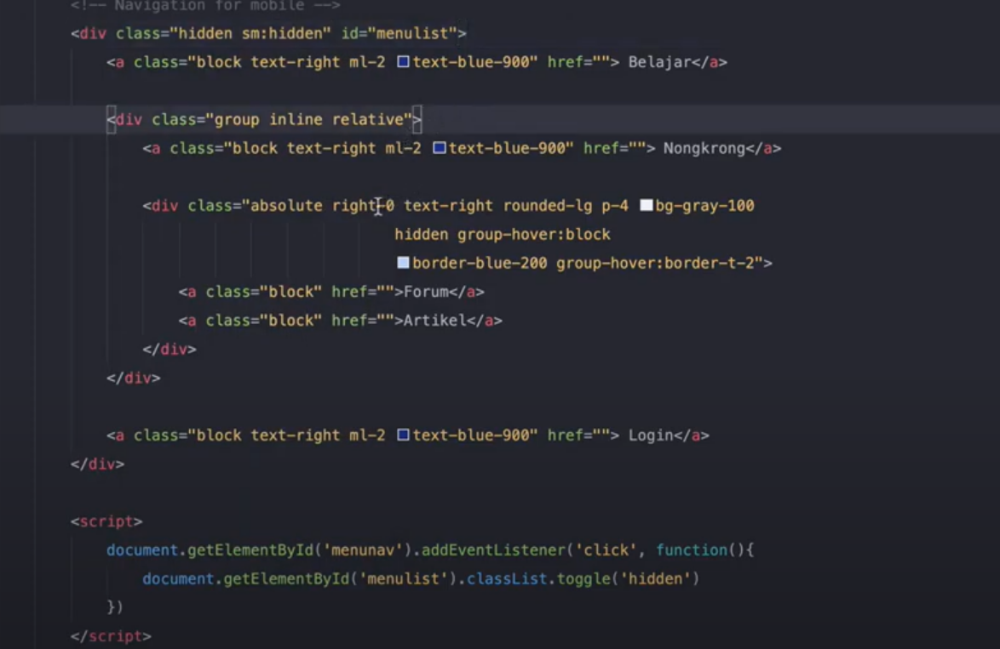 <!-- Navigation for mobile -->
<div class="hidden sm:hidden" id="menulist">
<a class="block text-right ml-2 text-blue-900" href=""> Belajar</a>
<div class="group inline relative">
<a class="block text-right ml-2 text-blue-900" href=""> Nongkrong</a>
<div class="absolute right-0 text-right rounded-lg p-4 bg-gray-100
hidden group-hover:block
border-blue-200 group-hover:border-t-2">
<a class="block" href="">Forum</a>
<a class="block" href="">Artikel</a>
</div>
</div>
<a class="block text-right ml-2 text-blue-900" href=""> Login</a>
</div>
<script>
document.getElementById('menunav').addEventListener('click', function(){
document.getElementById('menulist').classList.toggle('hidden')
})
</script>